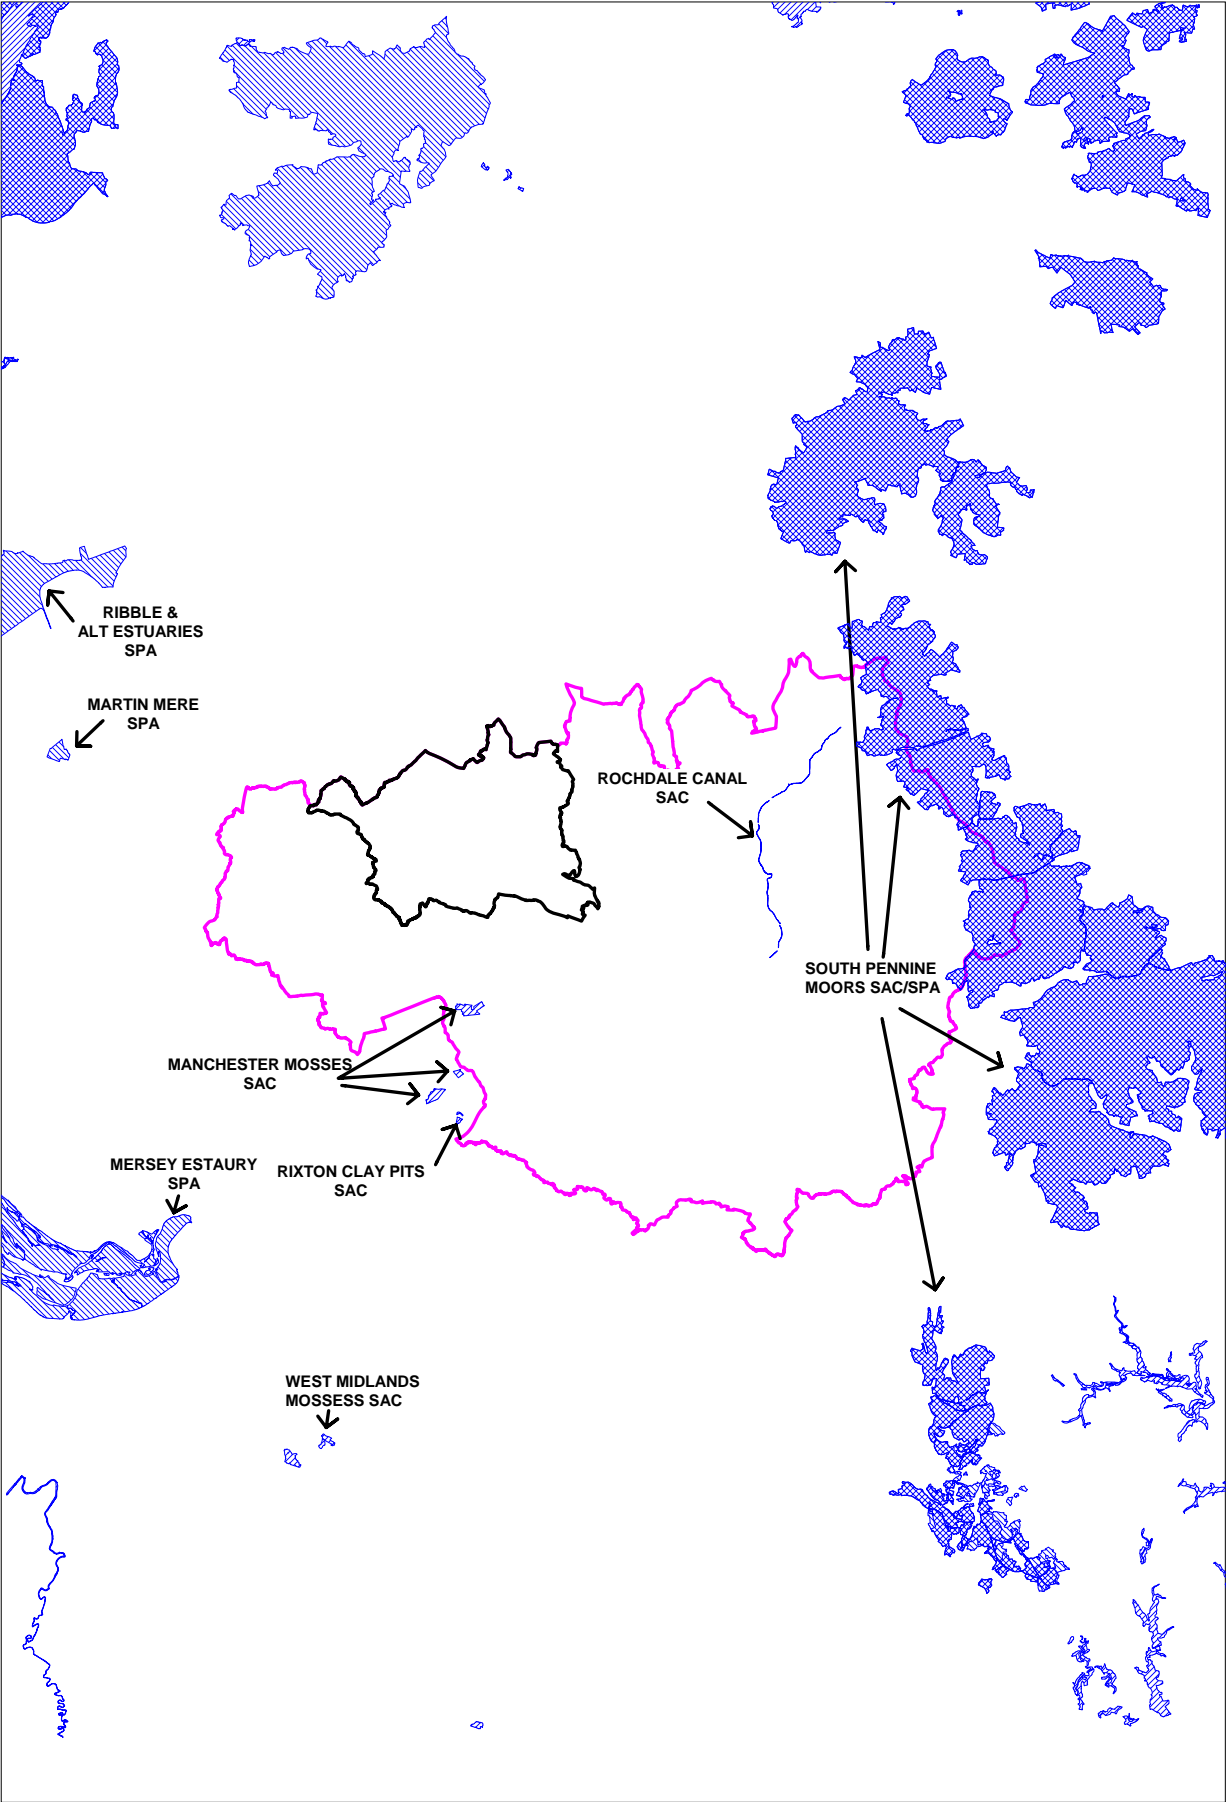 RIBBLE &
ALT ESTUARIES
SPA
MARTIN MERE
SPA
ROCHDALE CANAL
SAC
SOUTH PENNINE
MOORS SAC/SPA
MANCHESTER MOSSES
SAC
MERSEY ESTAURY
SPA
RIXTON CLAY PITS
SAC
WEST MIDLANDS
MOSSESS SAC